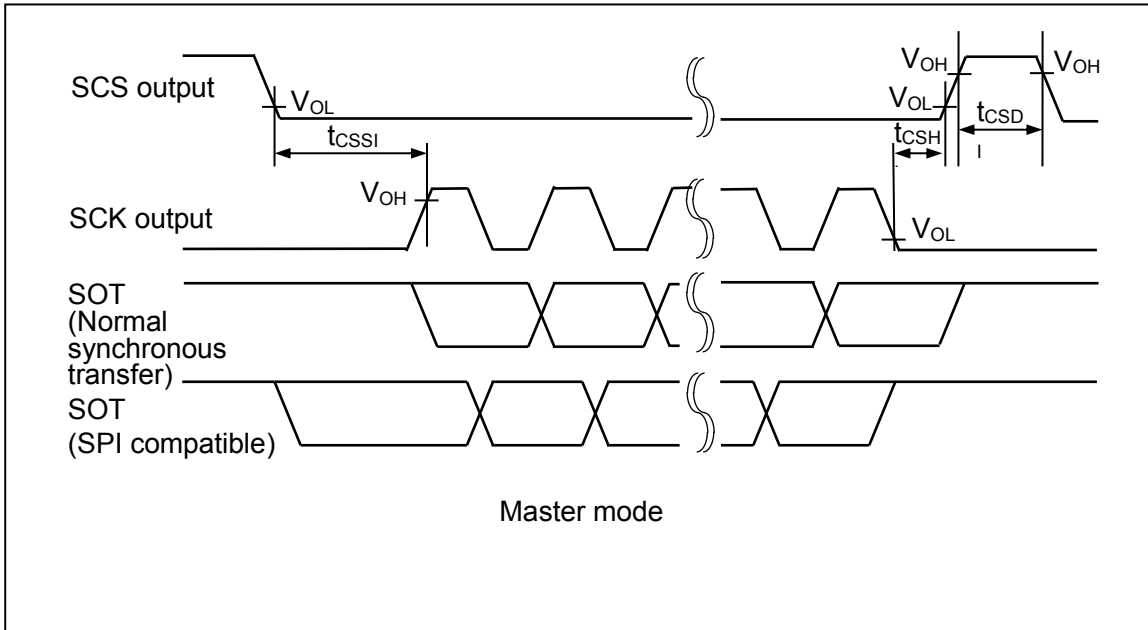 SCS output
VOL
tCSSI
VOH
VOH
VOL
tCSH
tCSD
I
SCK output
VOH
VOL
SOT
(Normal
synchronous
transfer)
SOT
(SPI compatible)
Master mode